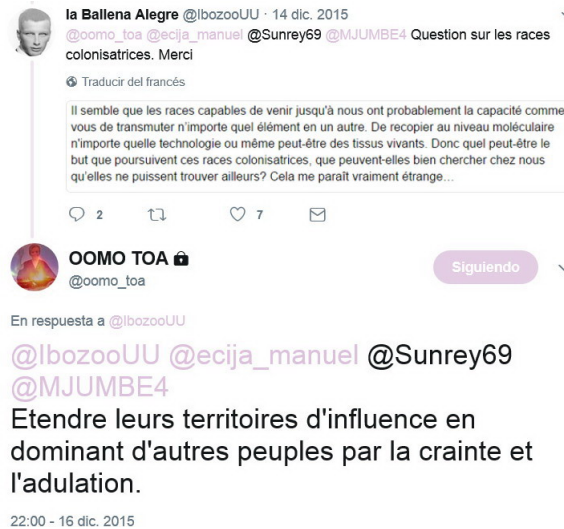 la Ballena Alegre @IbozooUU · 14 dic. 2015
@oomo_toa @ecija_manuel @Sunrey69 @MJUMBE4 Question sur les races
colonisatrices. Merci
Traducir del francés
Il semble que les races capables de venir jusqu'à nous ont probablement la capacité comme
vous de transmuter n'importe quel élément en un autre. De recopier au niveau moléculaire
n'importe quelle technologie ou même peut-être des tissus vivants. Donc quel peut-être le
but que poursuivent ces races colonisatrices, que peuvent-elles bien chercher chez nous
qu'elles ne puissent trouver ailleurs? Cela me paraît vraiment étrange...
2 7
OOMO TOA
@oomo_toa
Siguiendo
En respuesta a @IbozooUU
@IbozooUU @ecija_manuel @Sunrey69
@MJUMBE4
Etendre leurs territoires d'influence en
dominant d'autres peuples par la crainte et
l'adulation.
22:00 - 16 dic. 2015